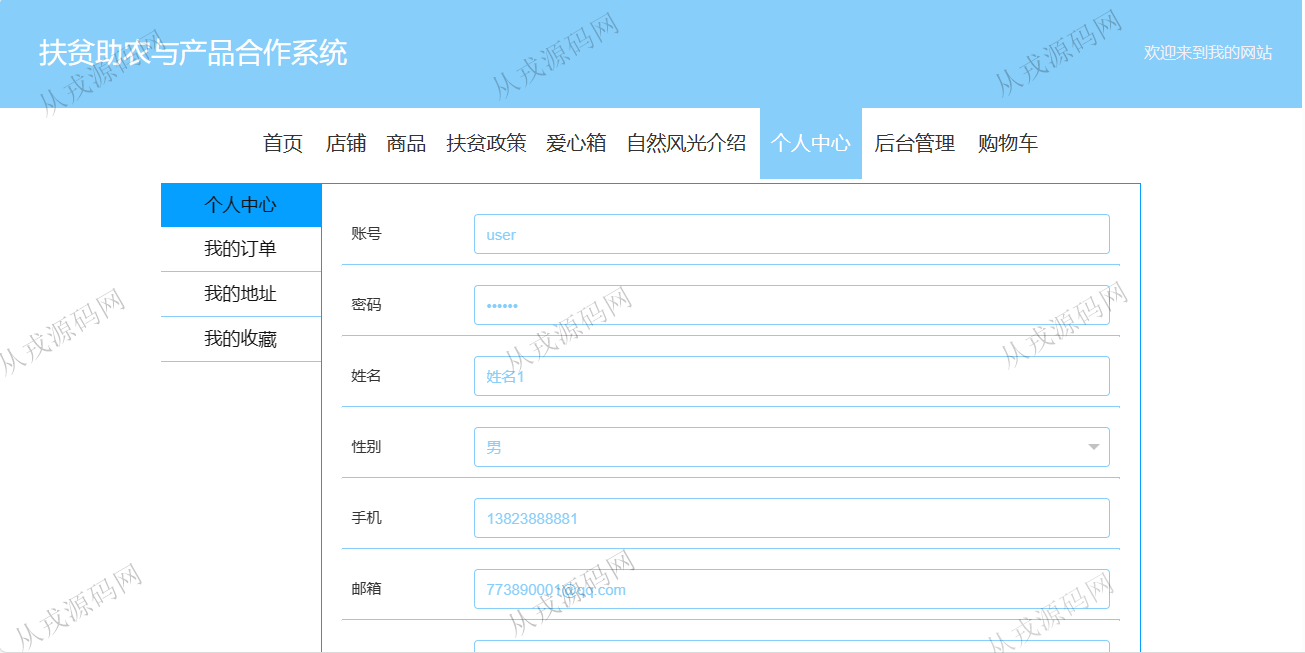 扶贫助农与产品合作系统
欢迎来到我的网站
首页 店铺 商品 扶贫政策 爱心箱 自然风光介绍 个人中心 后台管理 购物车
个人中心
我的订单
我的地址
我的收藏
账号 user
密码 ••••••
姓名 姓名1
性别 男
手机 13823888881
邮箱 773890001@qq.com
从戎源码网
从戎源码网
从戎源码网
从戎源码网
从戎源码网
从戎源码网
从戎源码网
从戎源码网
从戎源码网